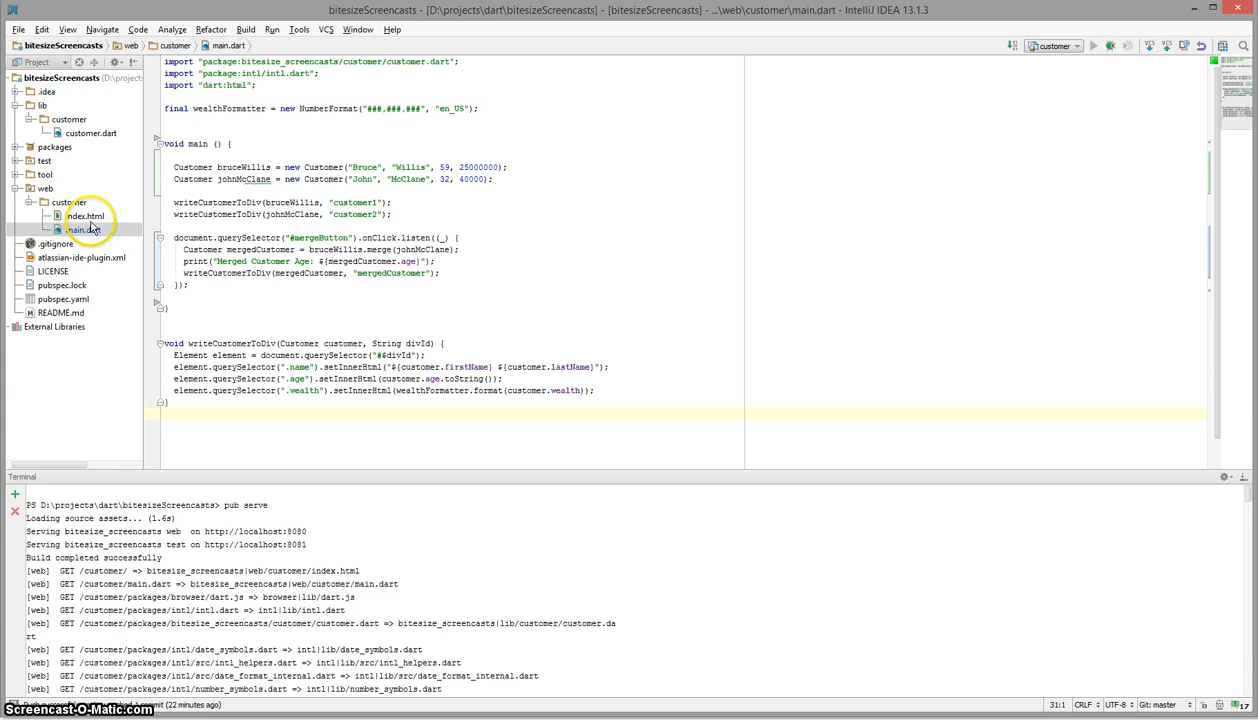 bitesizeScreencasts - [D:\projects\dart\bitesizeScreencasts] - [bitesizeScreencasts] - ...\web\customer\main.dart - IntelliJ IDEA 13.1.3
File Edit View Navigate Code Analyze Refactor Build Run Tools VCS Window Help
bitesizeScreencasts web customer main.dart customer
Project
bitesizeScreencasts (D:\proj
.idea
lib
customer
customer.dart
packages
test
tool
web
customer
index.html
main.dart
.gitignore
atlassian-ide-plugin.xml
LICENSE
pubspec.lock
pubspec.yaml
README.md
External Libraries
import "package:bitesize_screencasts/customer/customer.dart";
import "package:intl/intl.dart";
import "dart:html";
final wealthFormatter = new NumberFormat("###,###,###", "en_US");
void main () {
Customer bruceWillis = new Customer("Bruce", "Willis", 59, 25000000);
Customer johnMcClane = new Customer("John", "McClane", 32, 40000);
writeCustomerToDiv(bruceWillis, "customer1");
writeCustomerToDiv(johnMcClane, "customer2");
document.querySelector("#mergeButton").onClick.listen((_) {
Customer mergedCustomer = bruceWillis.merge(johnMcClane);
print("Merged Customer Age: ${mergedCustomer.age}");
writeCustomerToDiv(mergedCustomer, "mergedCustomer");
});
}
void writeCustomerToDiv(Customer customer, String divId) {
Element element = document.querySelector("#$divId");
element.querySelector(".name").setInnerHtml("${customer.firstName} ${customer.lastName}");
element.querySelector(".age").setInnerHtml(customer.age.toString());
element.querySelector(".wealth").setInnerHtml(wealthFormatter.format(customer.wealth));
}
Terminal
PS D:\projects\dart\bitesizeScreencasts> pub serve
Loading source assets... (1.6s)
Serving bitesize_screencasts web  on http://localhost:8080
Serving bitesize_screencasts test on http://localhost:8081
Build completed successfully
[web] GET /customer/ => bitesize_screencasts|web/customer/index.html
[web] GET /customer/main.dart => bitesize_screencasts|web/customer/main.dart
[web] GET /customer/packages/browser/dart.js => browser|lib/dart.js
[web] GET /customer/packages/intl/intl.dart => intl|lib/intl.dart
[web] GET /customer/packages/bitesize_screencasts/customer/customer.dart => bitesize_screencasts|lib/customer/customer.da
rt
[web] GET /customer/packages/intl/date_symbols.dart => intl|lib/date_symbols.dart
[web] GET /customer/packages/intl/src/intl_helpers.dart => intl|lib/src/intl_helpers.dart
[web] GET /customer/packages/intl/src/date_format_internal.dart => intl|lib/src/date_format_internal.dart
[web] GET /customer/packages/intl/number_symbols.dart => intl|lib/number_symbols.dart
1 commit (22 minutes ago) 31:1 CRLF UTF-8 Git: master 17
Screencast-O-Matic.com